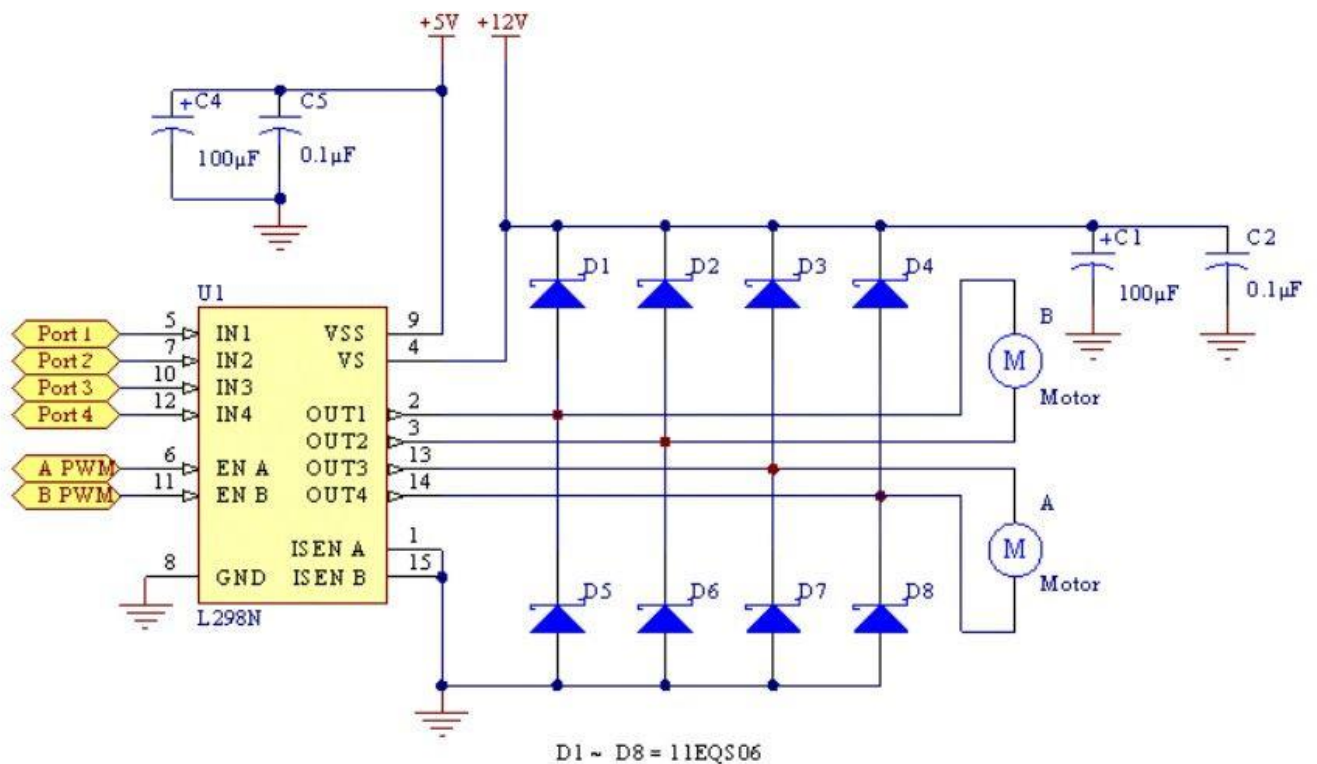 +5V +12V
+C4 C5
100µF 0.1µF
D1 D2 D3 D4
+C1 C2
100µF 0.1µF
U1
Port 1 5 IN1 VSS 9
Port 2 7 IN2 VS 4
Port 3 10 IN3
Port 4 12 IN4 OUT1 2
OUT2 3
A PWM 6 EN A OUT3 13
B PWM 11 EN B OUT4 14
ISEN A 1
8 GND ISEN B 15
L298N
B
M
Motor
A
M
Motor
D5 D6 D7 D8
D1 ~ D8 = 11EQS06